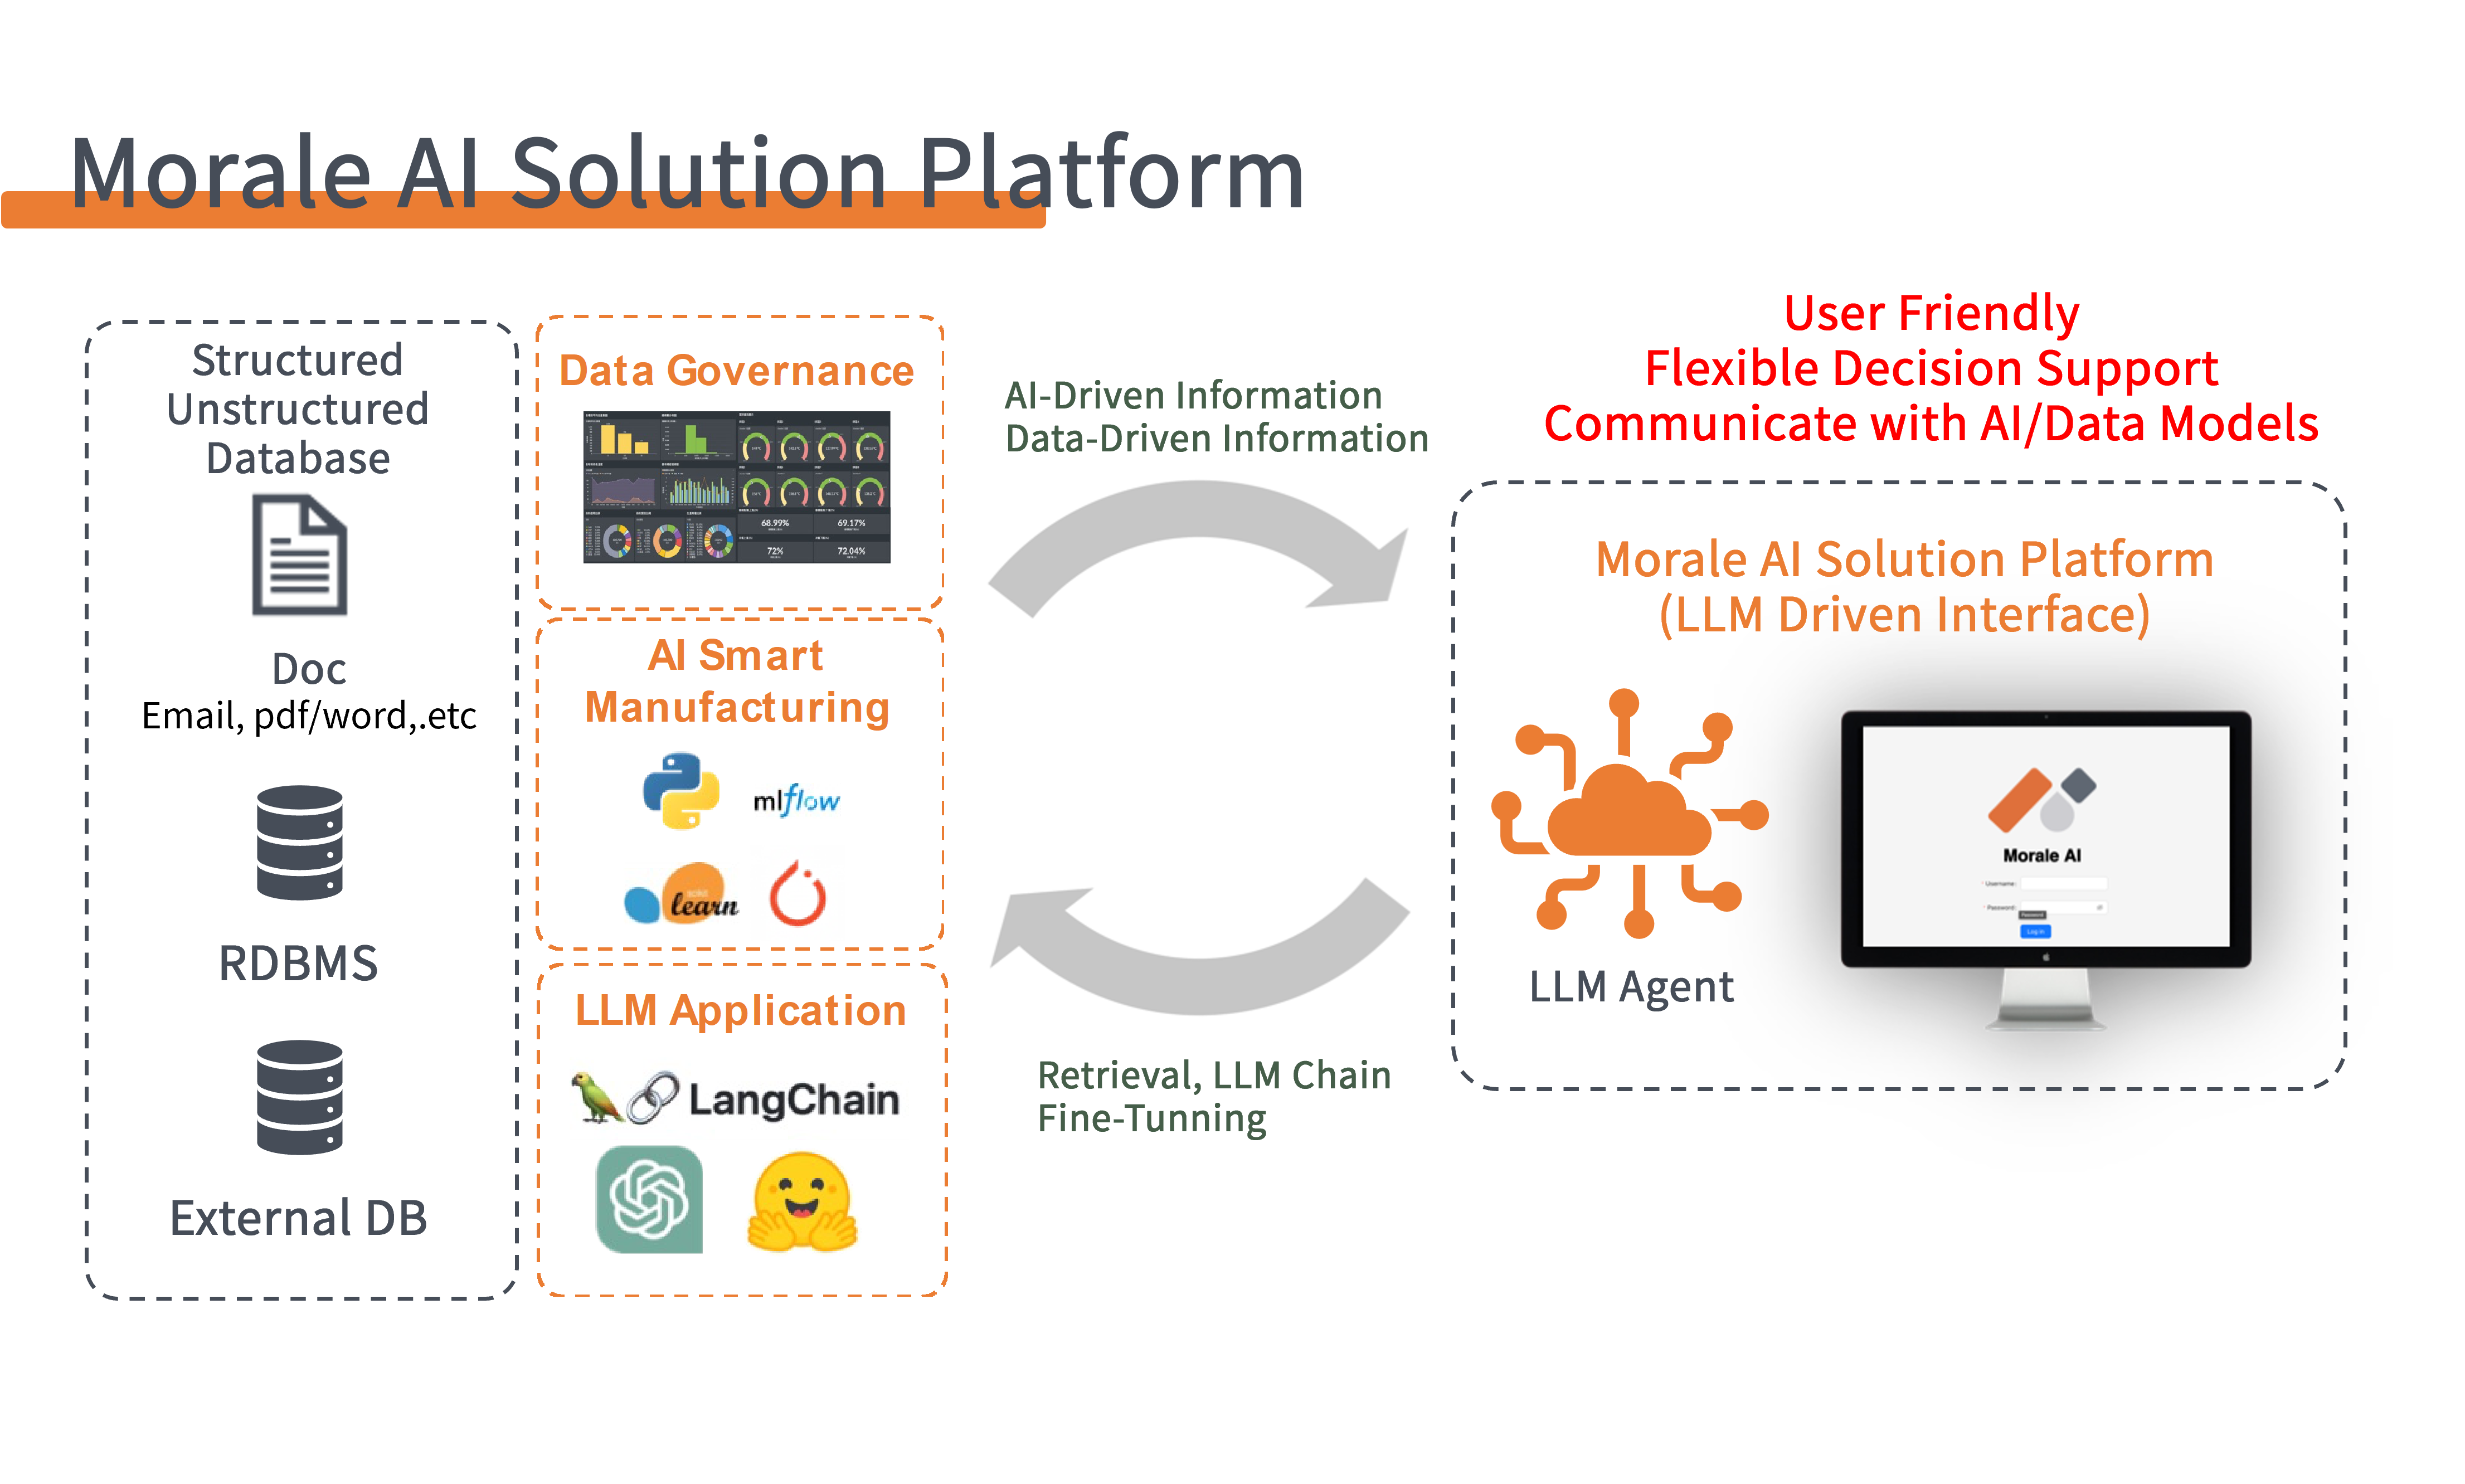 Morale AI Solution Platform
Structured
Unstructured
Database
Doc
Email, pdf/word,.etc
RDBMS
External DB
Data Governance
68.99%
69.17%
72%
72.04%
AI Smart
Manufacturing
mlflow
scikit
learn
LLM Application
LangChain
AI-Driven Information
Data-Driven Information
Retrieval, LLM Chain
Fine-Tunning
User Friendly
Flexible Decision Support
Communicate with AI/Data Models
Morale AI Solution Platform
(LLM Driven Interface)
LLM Agent
Morale AI
* Username:
* Password:
Password
Log in